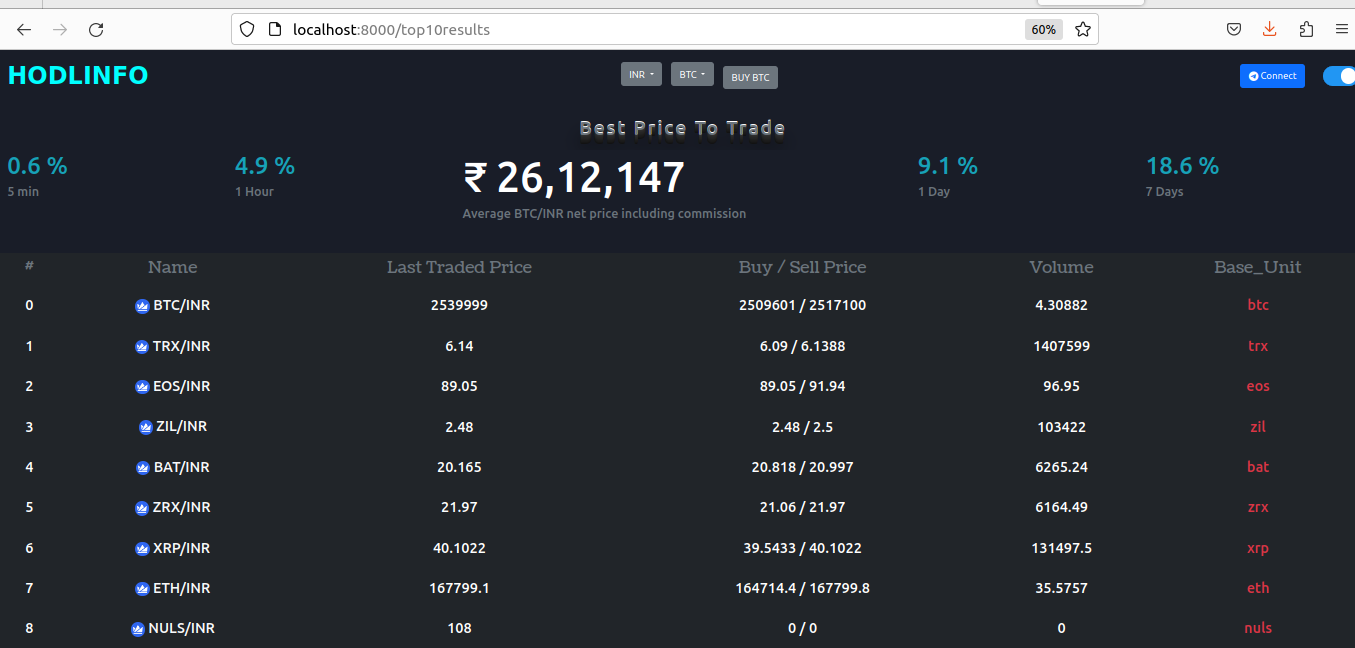 localhost:8000/top10results 60%
HODLINFO INR BTC BUY BTC Connect
Best Price To Trade
0.6 % 4.9 % ₹ 26,12,147 9.1 % 18.6 %
5 min 1 Hour Average BTC/INR net price including commission 1 Day 7 Days
# Name Last Traded Price Buy / Sell Price Volume Base_Unit
0 BTC/INR 2539999 2509601 / 2517100 4.30882 btc
1 TRX/INR 6.14 6.09 / 6.1388 1407599 trx
2 EOS/INR 89.05 89.05 / 91.94 96.95 eos
3 ZIL/INR 2.48 2.48 / 2.5 103422 zil
4 BAT/INR 20.165 20.818 / 20.997 6265.24 bat
5 ZRX/INR 21.97 21.06 / 21.97 6164.49 zrx
6 XRP/INR 40.1022 39.5433 / 40.1022 131497.5 xrp
7 ETH/INR 167799.1 164714.4 / 167799.8 35.5757 eth
8 NULS/INR 108 0 / 0 0 nuls